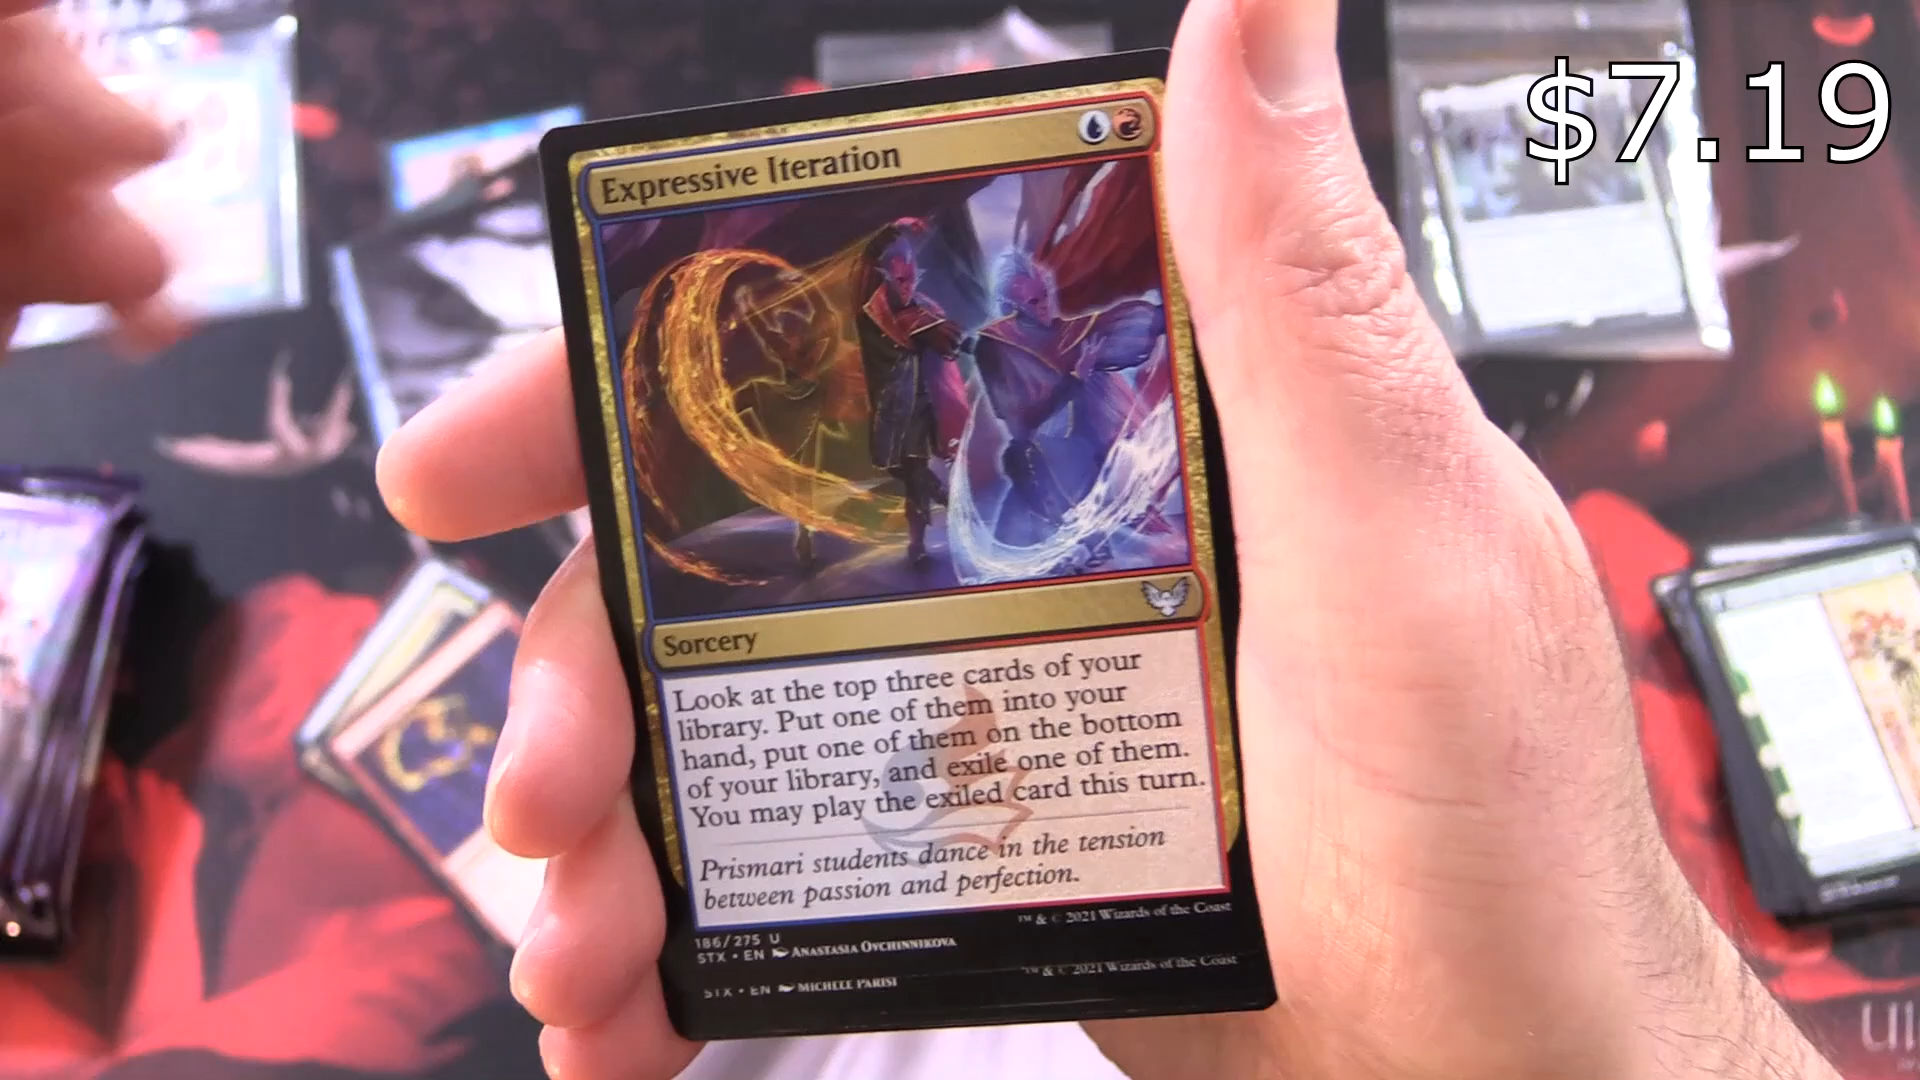 $7.19
Expressive Iteration
Sorcery
Look at the top three cards of your
library. Put one of them into your
hand, put one of them on the bottom
of your library, and exile one of them.
You may play the exiled card this turn.
Prismari students dance in the tension
between passion and perfection.
™ & © 2021 Wizards of the Coast
186/275 U
STX • EN ANASTASIA OVCHINNIKOVA
™ & © 2021 Wizards of the Coast
STX • EN MICHELE PARISI